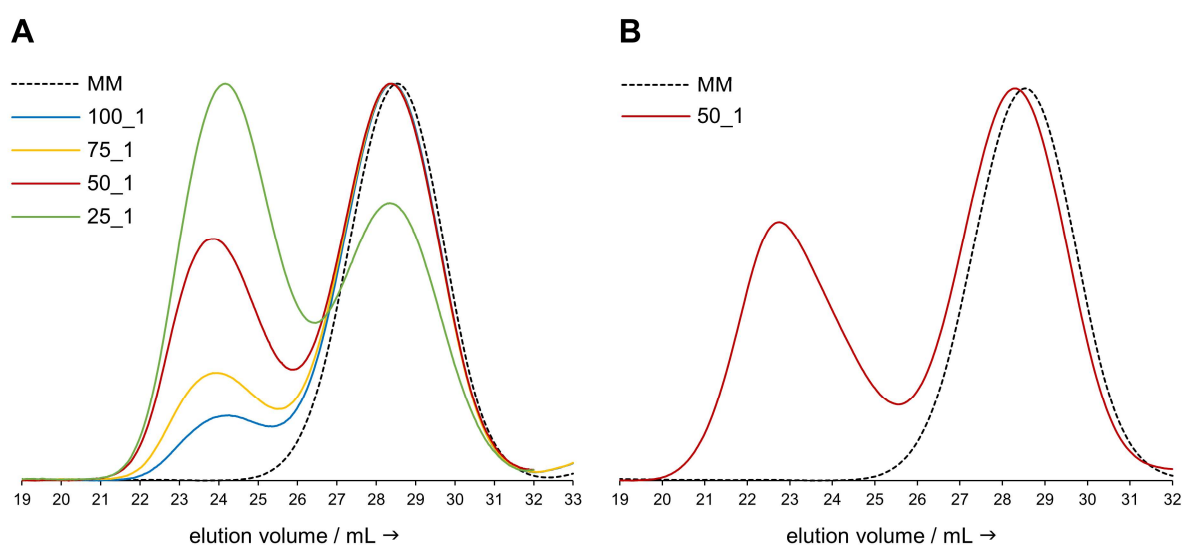 A
MM
100_1
75_1
50_1
25_1
19 20 21 22 23 24 25 26 27 28 29 30 31 32 33
elution volume / mL →
B
MM
50_1
19 20 21 22 23 24 25 26 27 28 29 30 31 32
elution volume / mL →